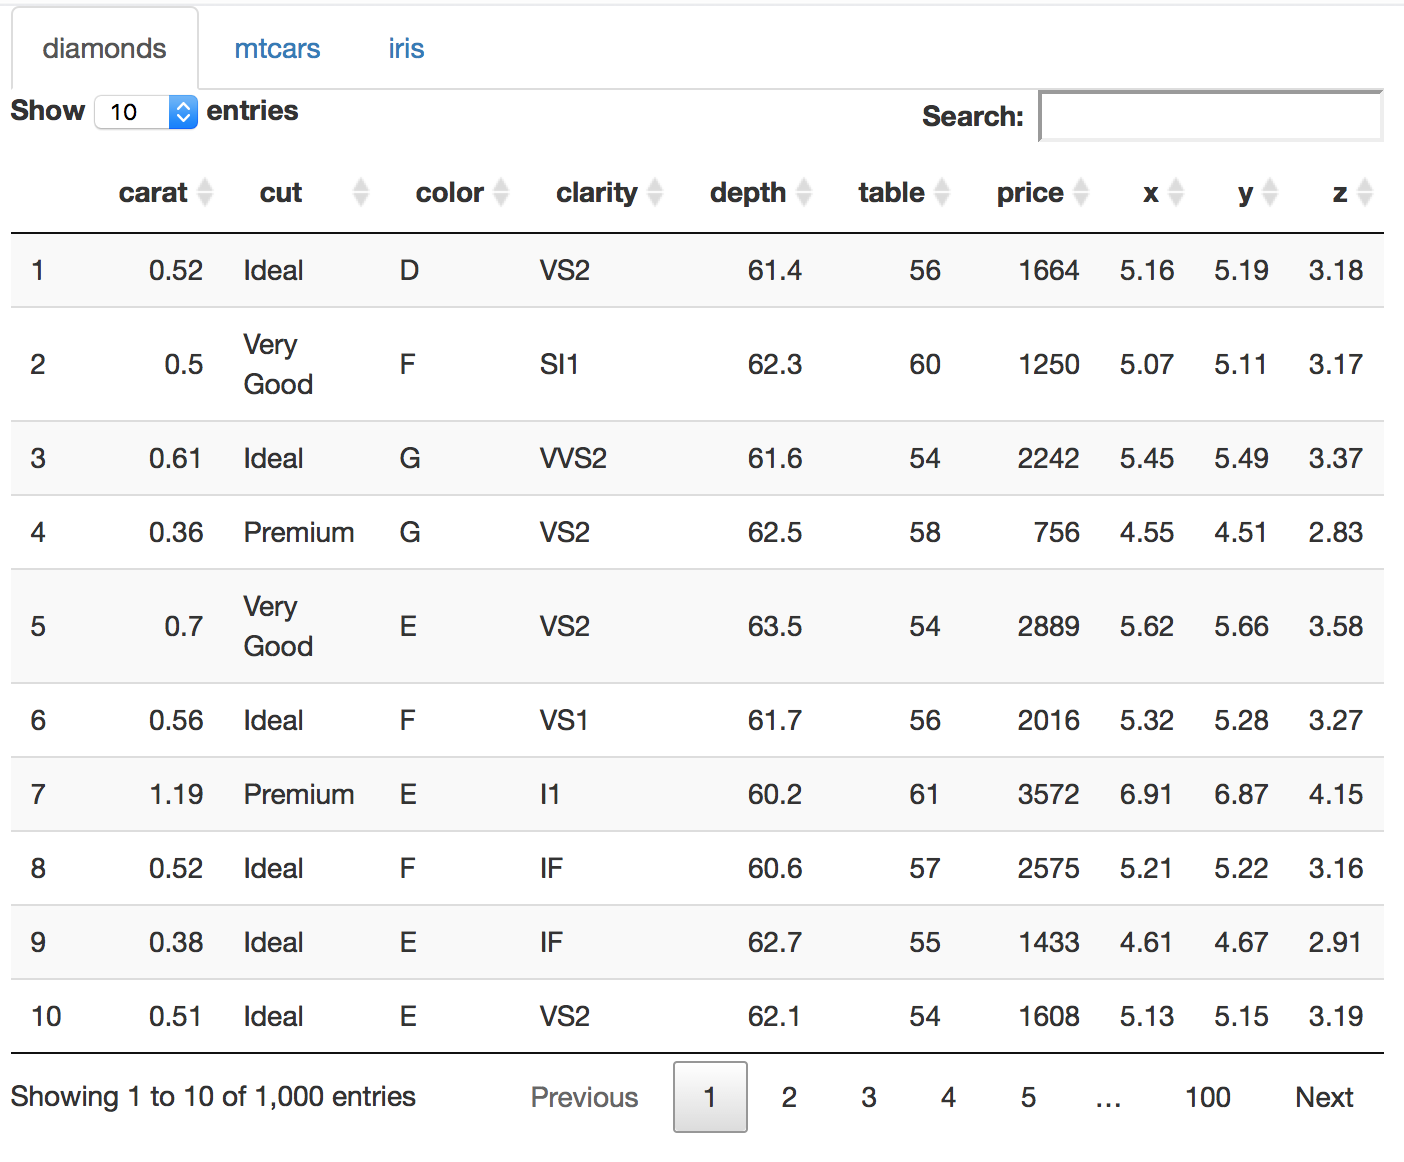 diamonds mtcars iris
Show 10 entries Search:
carat cut color clarity depth table price x y z
1 0.52 Ideal D VS2 61.4 56 1664 5.16 5.19 3.18
2 0.5 Very Good F SI1 62.3 60 1250 5.07 5.11 3.17
3 0.61 Ideal G VVS2 61.6 54 2242 5.45 5.49 3.37
4 0.36 Premium G VS2 62.5 58 756 4.55 4.51 2.83
5 0.7 Very Good E VS2 63.5 54 2889 5.62 5.66 3.58
6 0.56 Ideal F VS1 61.7 56 2016 5.32 5.28 3.27
7 1.19 Premium E I1 60.2 61 3572 6.91 6.87 4.15
8 0.52 Ideal F IF 60.6 57 2575 5.21 5.22 3.16
9 0.38 Ideal E IF 62.7 55 1433 4.61 4.67 2.91
10 0.51 Ideal E VS2 62.1 54 1608 5.13 5.15 3.19
Showing 1 to 10 of 1,000 entries Previous 1 2 3 4 5 … 100 Next